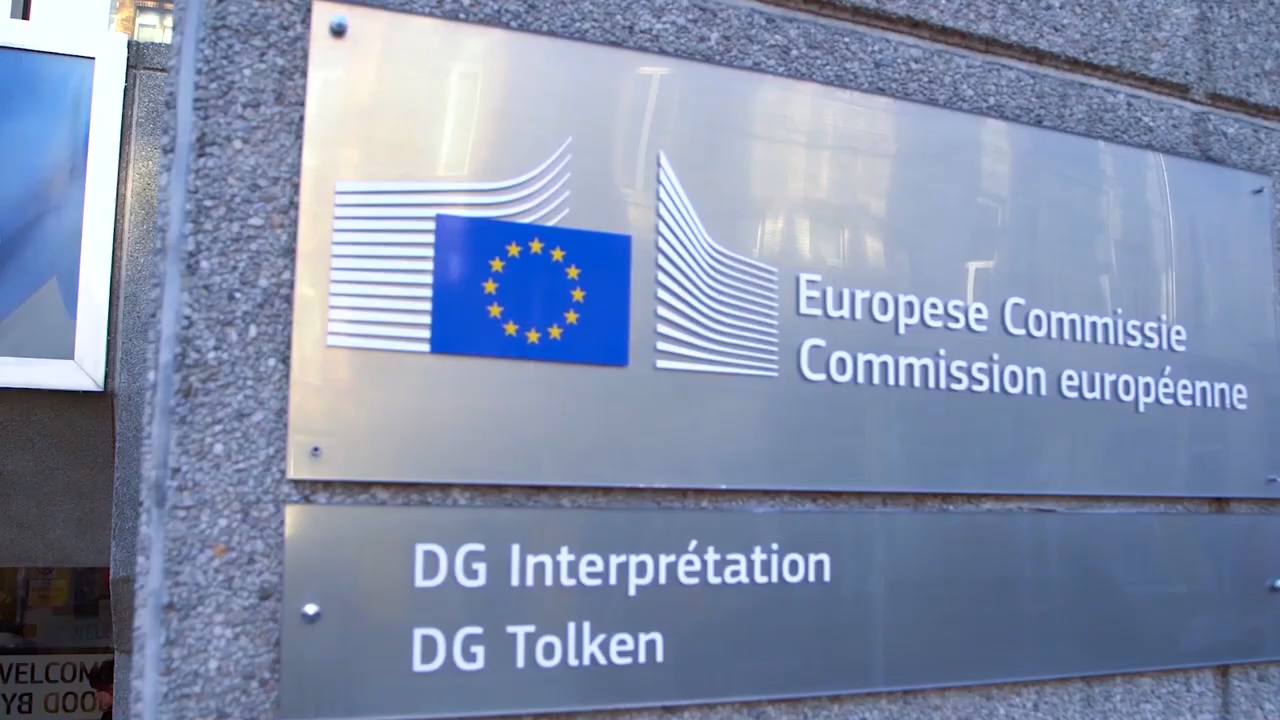 Europese Commissie
Commission européenne
DG Interprétation
DG Tolken